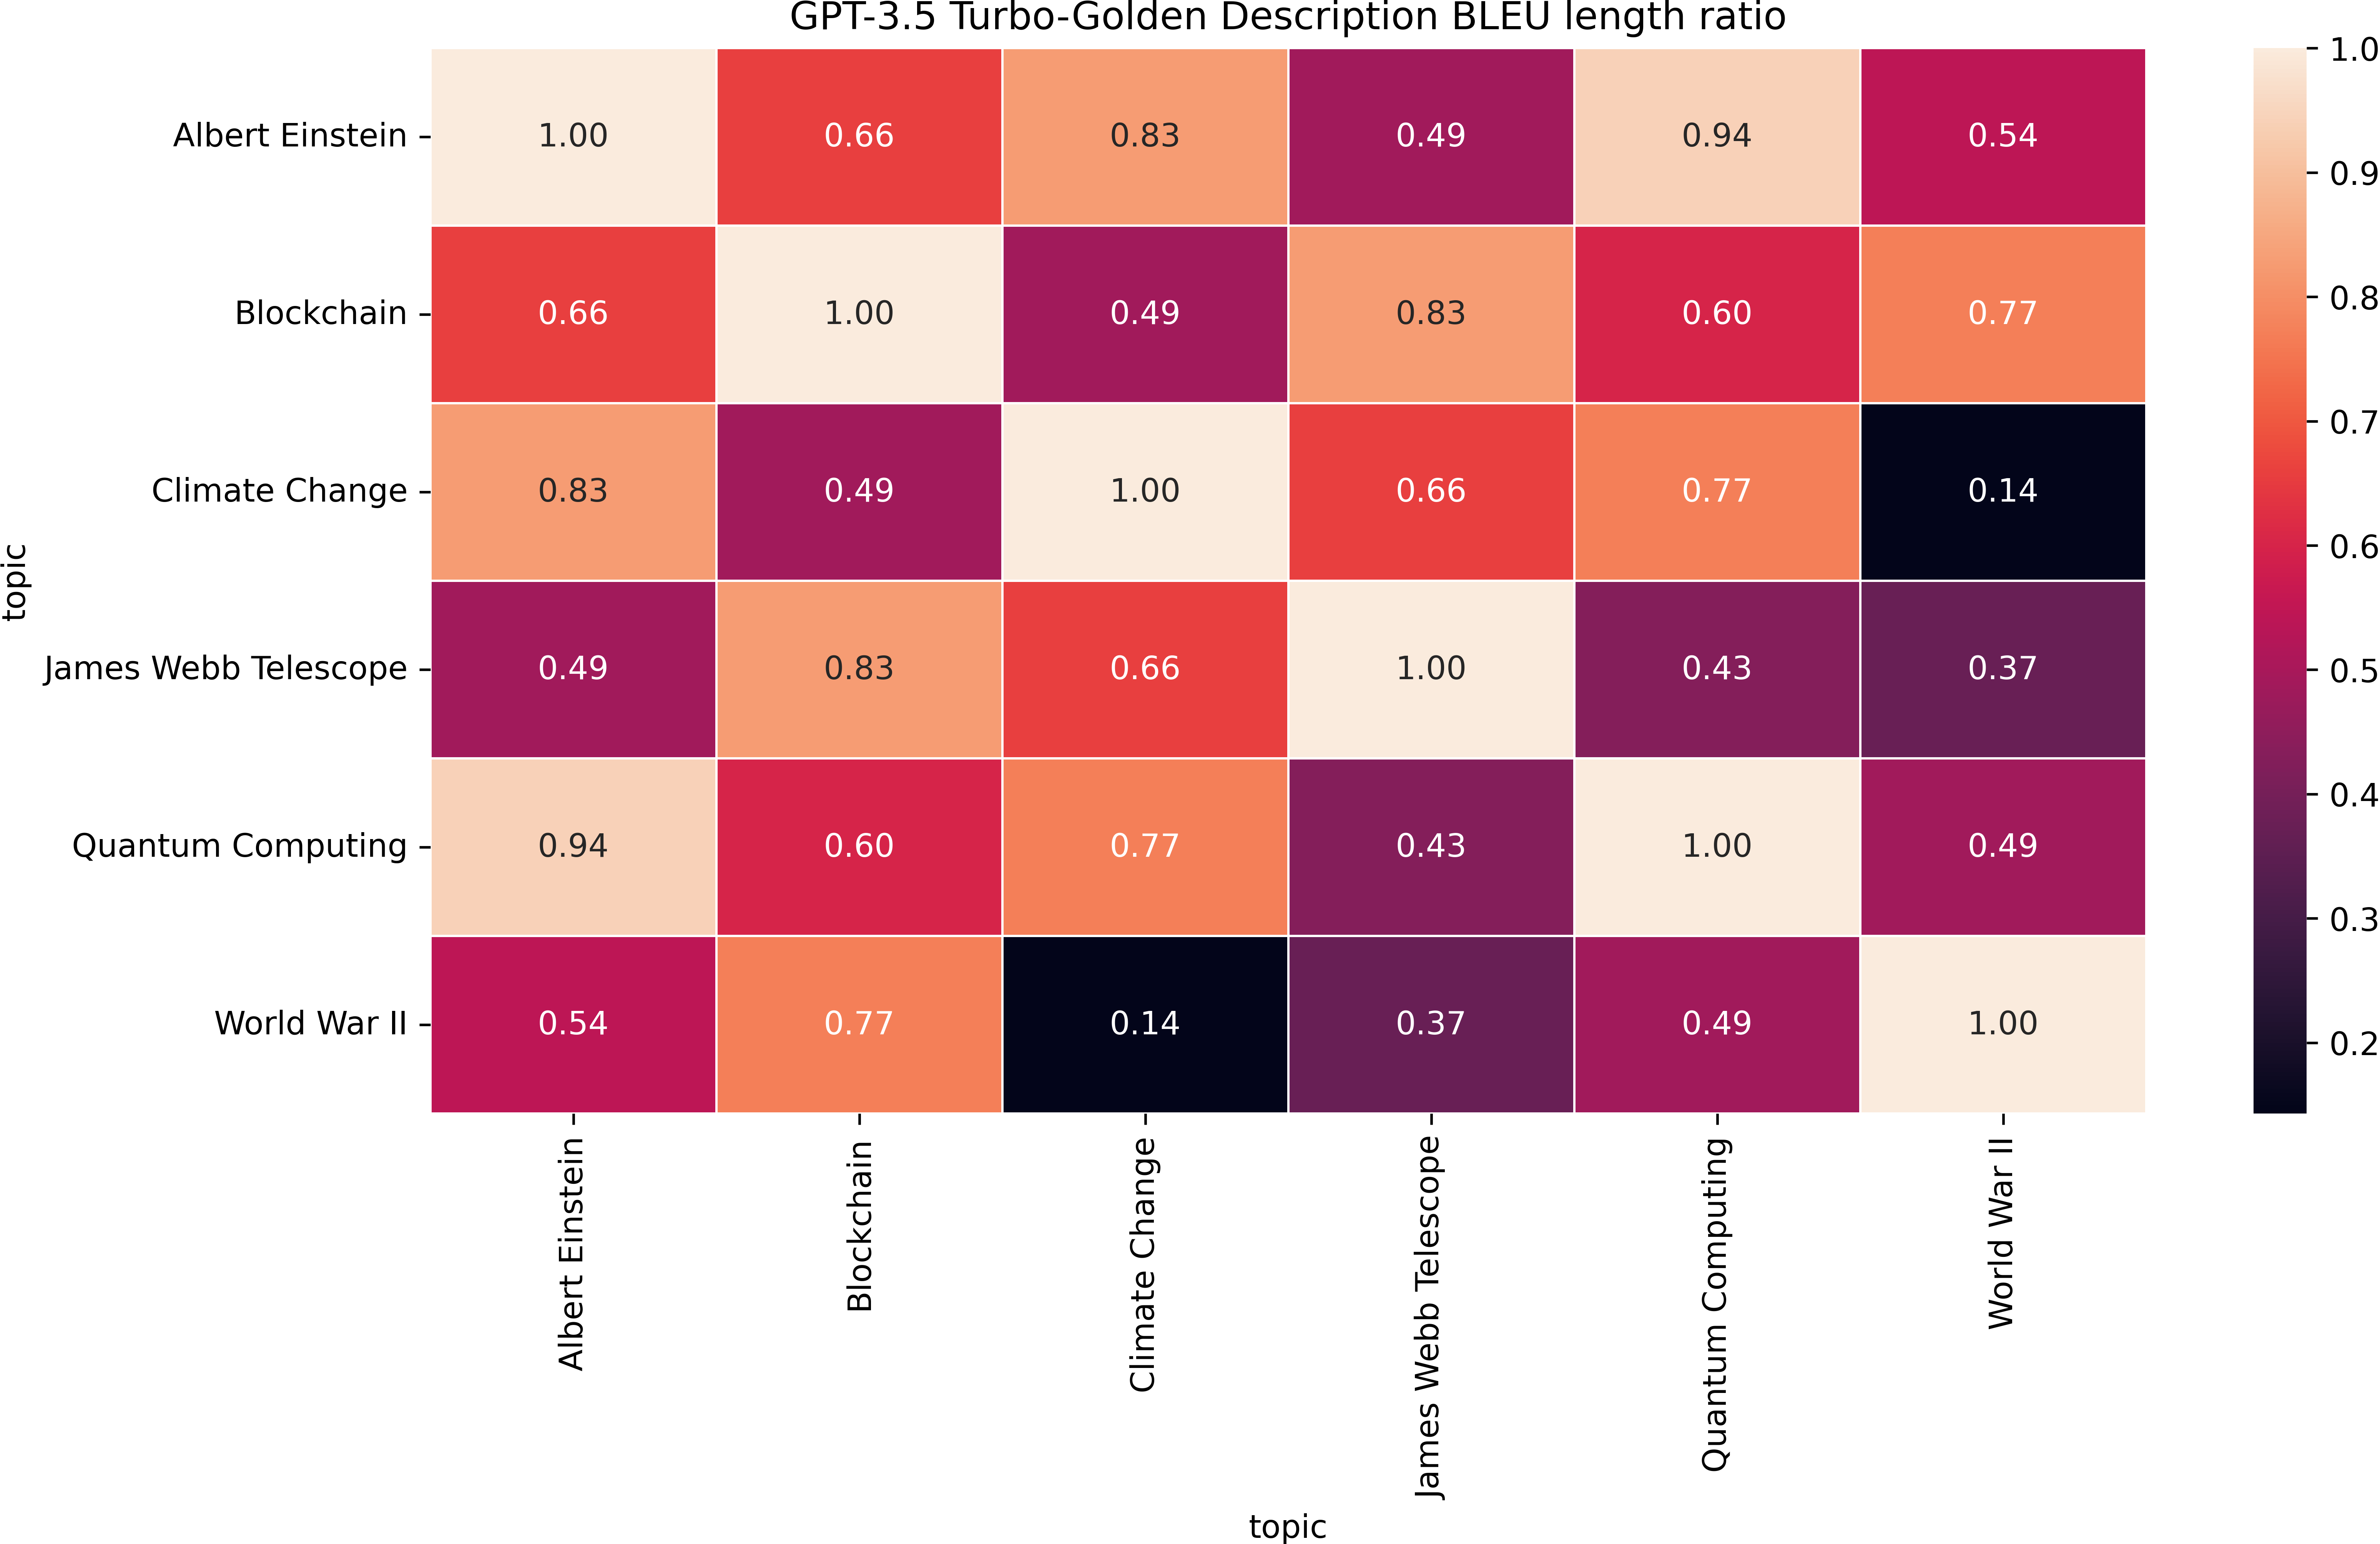 GPT-3.5 Turbo-Golden Description BLEU length ratio
Albert Einstein 1.00 0.66 0.83 0.49 0.94 0.54
Blockchain 0.66 1.00 0.49 0.83 0.60 0.77
Climate Change 0.83 0.49 1.00 0.66 0.77 0.14
James Webb Telescope 0.49 0.83 0.66 1.00 0.43 0.37
Quantum Computing 0.94 0.60 0.77 0.43 1.00 0.49
World War II 0.54 0.77 0.14 0.37 0.49 1.00
topic
Albert Einstein
Blockchain
Climate Change
James Webb Telescope
Quantum Computing
World War II
topic
1.0
0.9
0.8
0.7
0.6
0.5
0.4
0.3
0.2